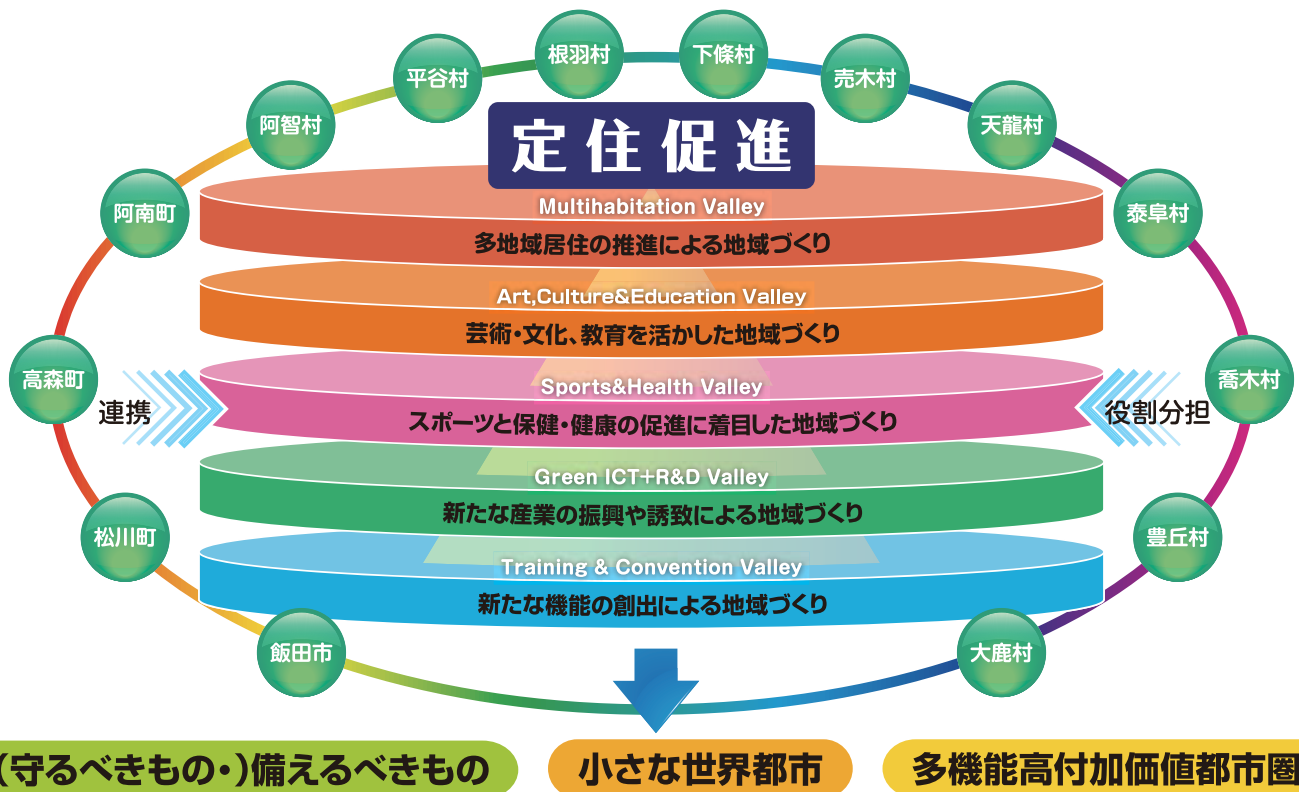 根羽村
下條村
平谷村
売木村
阿智村
天龍村
定住促進
阿南町
泰阜村
Multihabitation Valley
多地域居住の推進による地域づくり
Art,Culture&Education Valley
芸術・文化、教育を活かした地域づくり
高森町
喬木村
連携
役割分担
Sports&Health Valley
スポーツと保健・健康の促進に着目した地域づくり
Green ICT+R&D Valley
新たな産業の振興や誘致による地域づくり
松川町
豊丘村
Training & Convention Valley
新たな機能の創出による地域づくり
飯田市
大鹿村
(守るべきもの・)備えるべきもの
小さな世界都市
多機能高付加価値都市圏